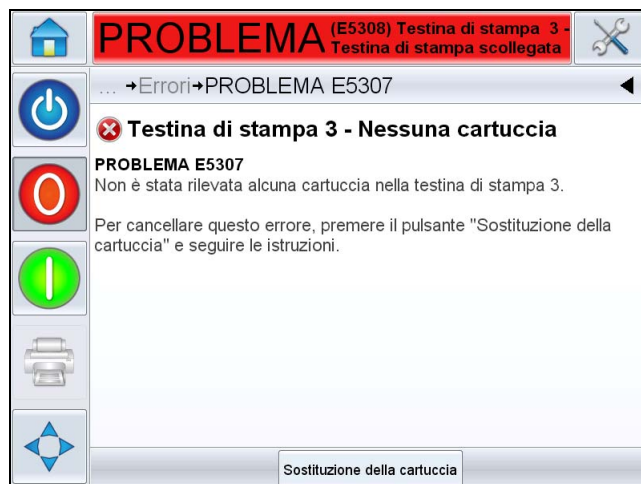 PROBLEMA (E5308) Testina di stampa 3 -
Testina di stampa scollegata
... →Errori→PROBLEMA E5307
Testina di stampa 3 - Nessuna cartuccia
PROBLEMA E5307
Non è stata rilevata alcuna cartuccia nella testina di stampa 3.
Per cancellare questo errore, premere il pulsante "Sostituzione della
cartuccia" e seguire le istruzioni.
Sostituzione della cartuccia